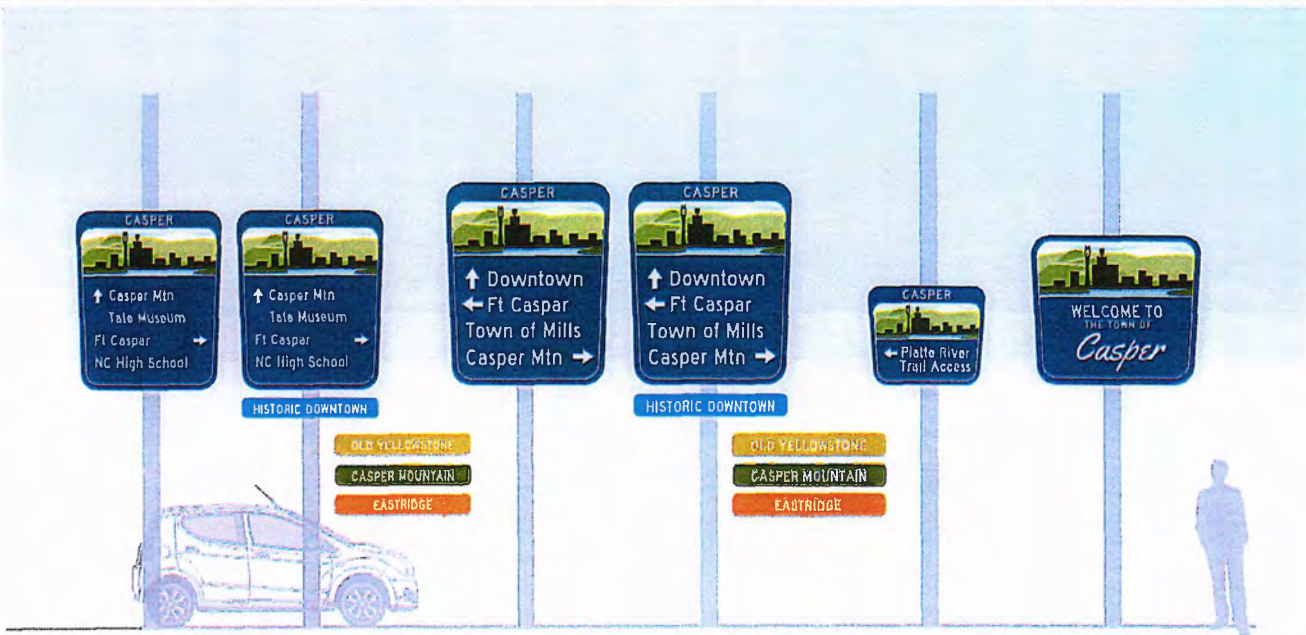 CASPER
↑ Casper Mtn
Tate Museum
Ft Caspar →
NC High School
CASPER
↑ Casper Mtn
Tate Museum
Ft Caspar →
NC High School
HISTORIC DOWNTOWN
OLD YELLOWSTONE
CASPER MOUNTAIN
EASTRIDGE
CASPER
↑ Downtown
← Ft Caspar
Town of Mills
Casper Mtn →
CASPER
↑ Downtown
← Ft Caspar
Town of Mills
Casper Mtn →
HISTORIC DOWNTOWN
OLD YELLOWSTONE
CASPER MOUNTAIN
EASTRIDGE
CASPER
← Platte River
Trail Access
WELCOME TO
THE TOWN OF
Casper